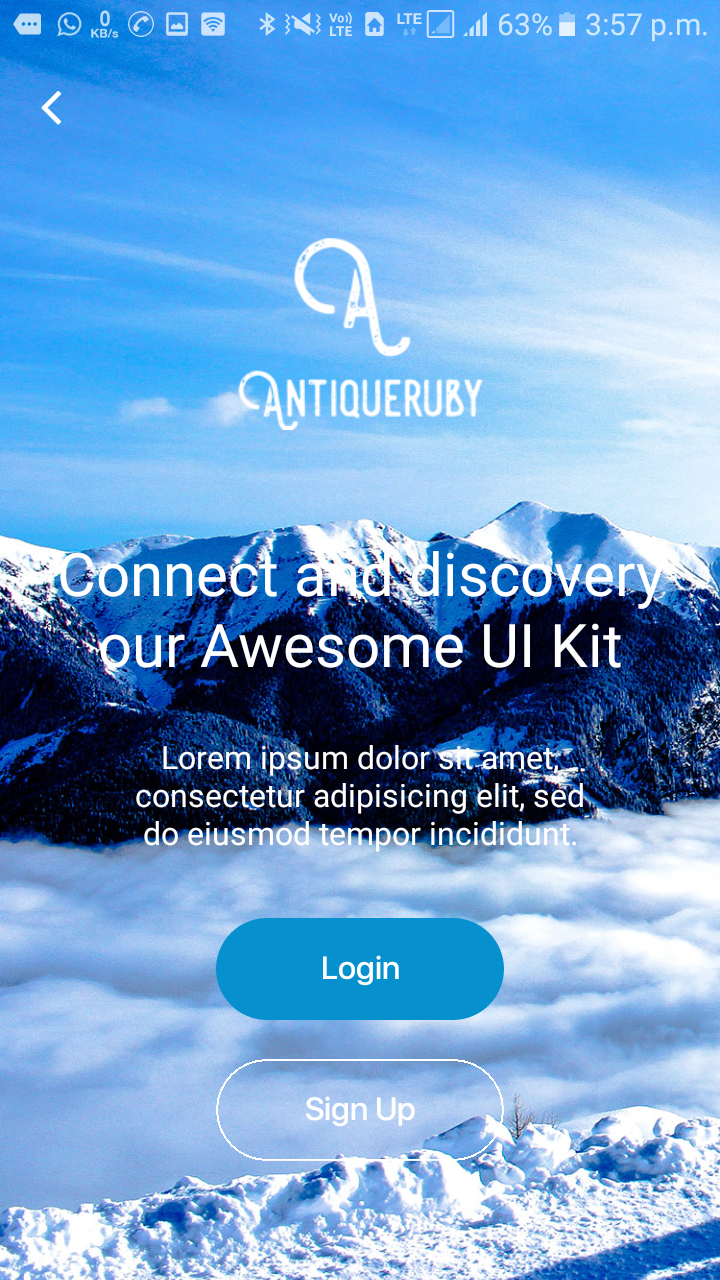 0 KB/s Vo)) LTE LTE 63% 3:57 p.m.
A
ANTIQUERUBY
Connect and discovery
our Awesome UI Kit
Lorem ipsum dolor sit amet,
consectetur adipisicing elit, sed
do eiusmod tempor incididunt.
Login
Sign Up